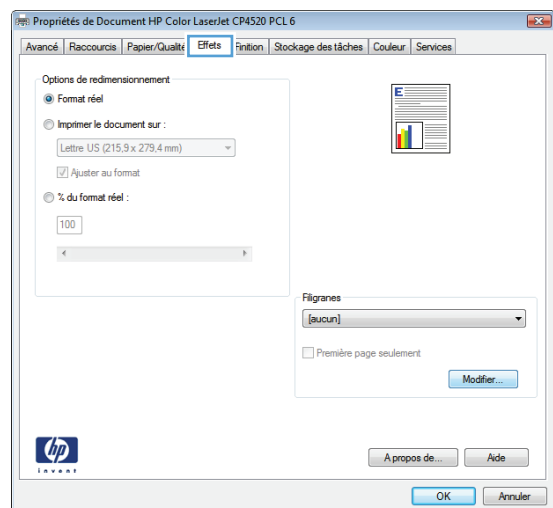 Propriétés de Document HP Color LaserJet CP4520 PCL 6
Avancé Raccourcis Papier/Qualité Effets Finition Stockage des tâches Couleur Services
Options de redimensionnement
Format réel
Imprimer le document sur :
Lettre US (215,9 x 279,4 mm)
Ajuster au format
% du format réel :
100
E
Filigranes
[aucun]
Première page seulement
Modifier...
hp
invent
A propos de...
Aide
OK
Annuler